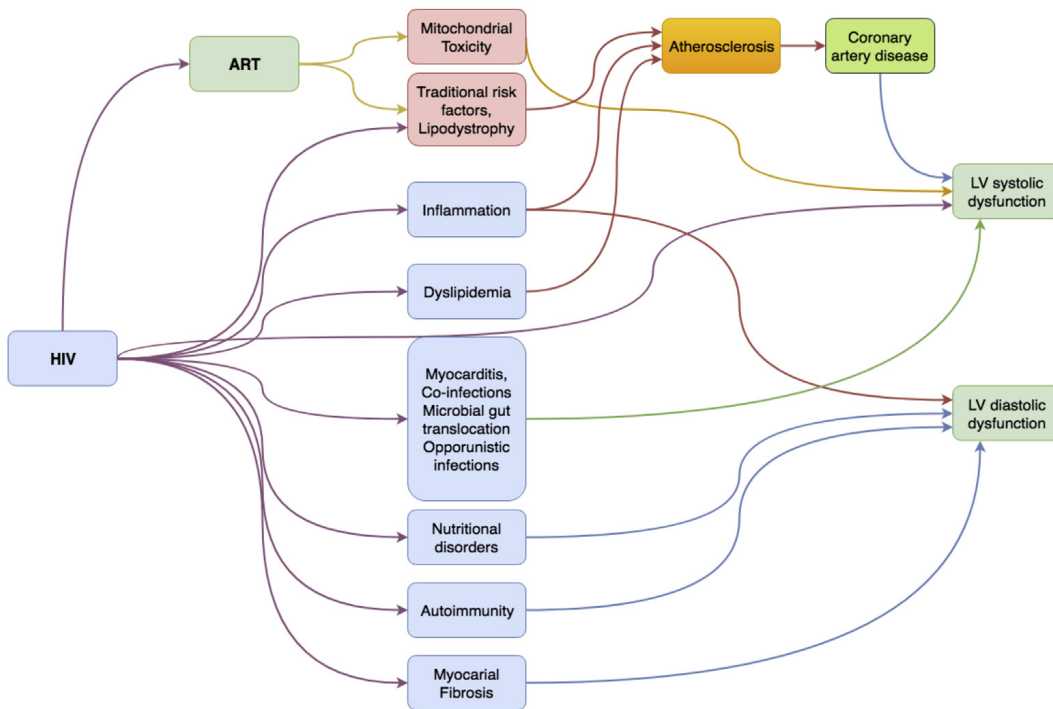 HIV
ART
Mitochondrial
Toxicity
Traditional risk
factors,
Lipodystrophy
Inflammation
Dyslipidemia
Myocarditis,
Co-infections
Microbial gut
translocation
Opporunistic
infections
Nutritional
disorders
Autoimmunity
Myocarial
Fibrosis
Atherosclerosis
Coronary
artery disease
LV systolic
dysfunction
LV diastolic
dysfunction